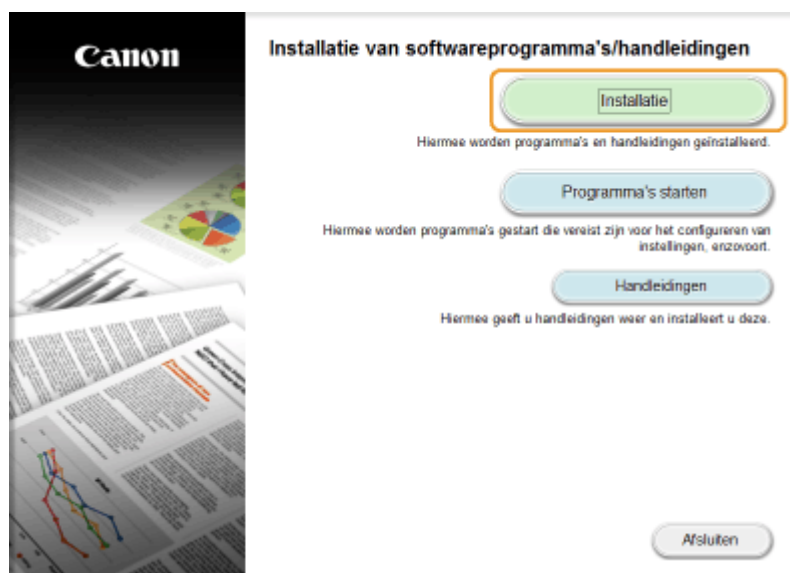 Canon
Installatie van softwareprogramma's/handleidingen
Installatie
Hiermee worden programma's en handleidingen geïnstalleerd.
Programma's starten
Hiermee worden programma's gestart die vereist zijn voor het configureren van
instellingen, enzovoort.
Handleidingen
Hiermee geeft u handleidingen weer en installeert u deze.
Afsluiten